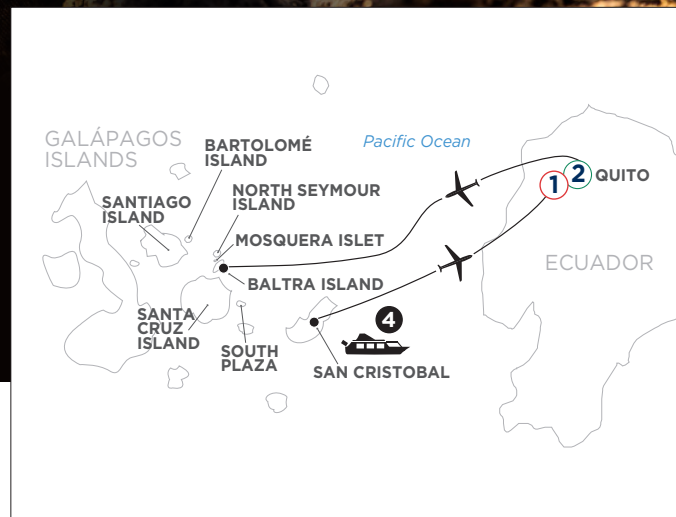 GALÁPAGOS
ISLANDS
BARTOLOMÉ
ISLAND
Pacific Ocean
NORTH SEYMOUR
ISLAND
SANTIAGO
ISLAND
MOSQUERA ISLET
BALTRA ISLAND
1
2
QUITO
ECUADOR
SANTA
CRUZ
ISLAND
SOUTH
PLAZA
4
SAN CRISTOBAL